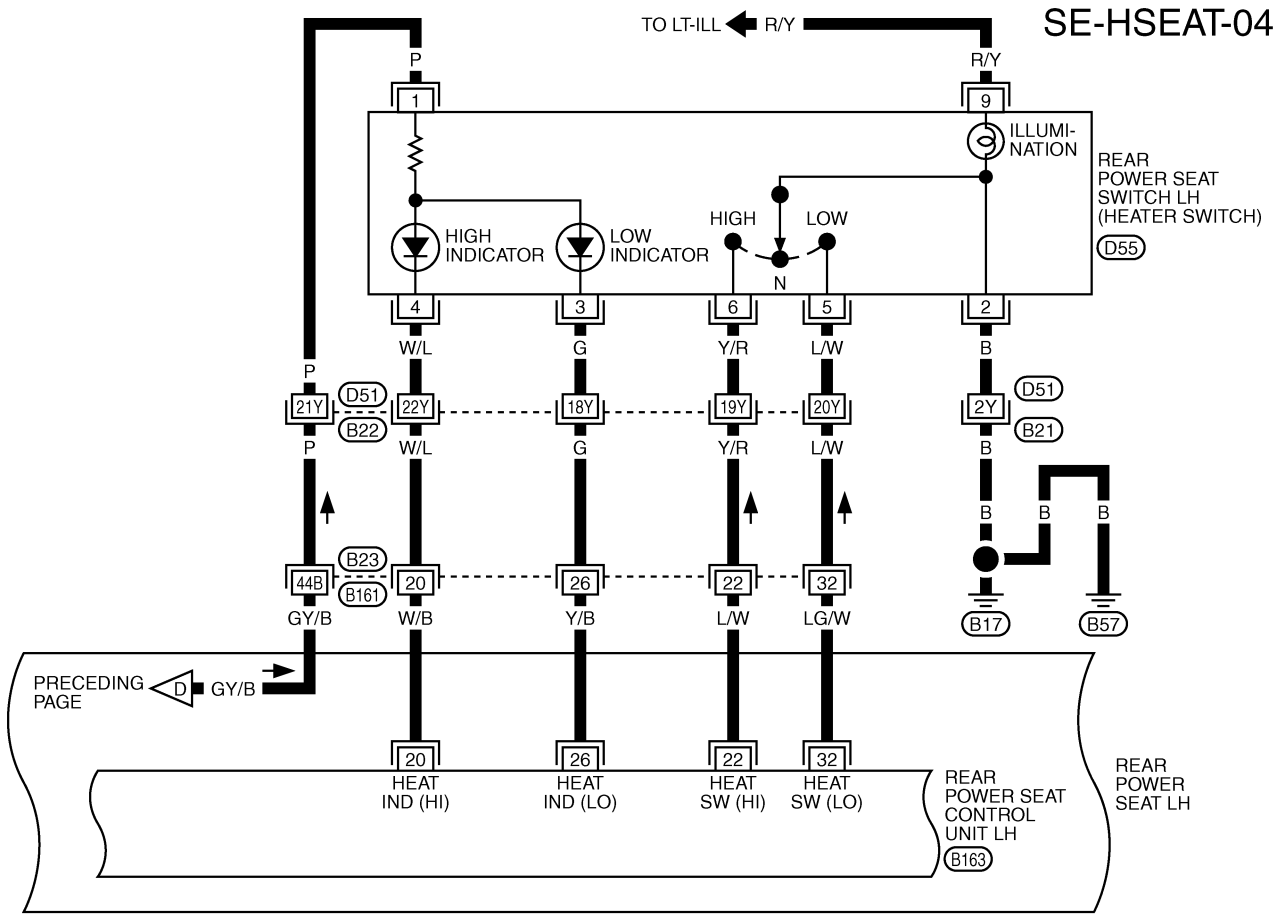 SE-HSEAT-04
TO LT-ILL R/Y
P R/Y
1 9
ILLUMI-
NATION
REAR
POWER SEAT
SWITCH LH
(HEATER SWITCH)
D55
HIGH
INDICATOR
LOW
INDICATOR
HIGH LOW
N
4 3 6 5 2
W/L G Y/R L/W B
P
21Y D51 22Y 18Y 19Y 20Y 2Y D51
B22 B21
P W/L G Y/R L/W B
B B B
B23
44B 20 26 22 32
B161
GY/B W/B Y/B L/W LG/W
B17 B57
PRECEDING
PAGE
D GY/B
20 26 22 32
HEAT
IND (HI)
HEAT
IND (LO)
HEAT
SW (HI)
HEAT
SW (LO)
REAR
POWER SEAT
CONTROL
UNIT LH
B163
REAR
POWER
SEAT LH